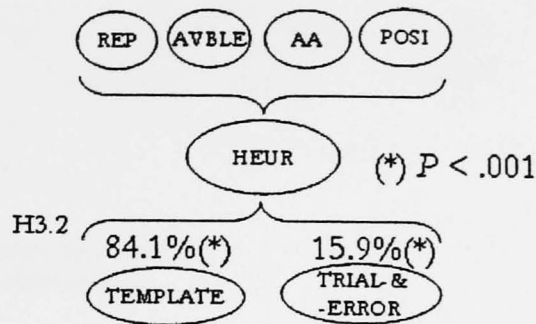 REP AVBLE AA POSI
HEUR
(*) P < .001
H3.2
84.1%(*) 15.9%(*)
TEMPLATE
TRIAL-&
-ERROR